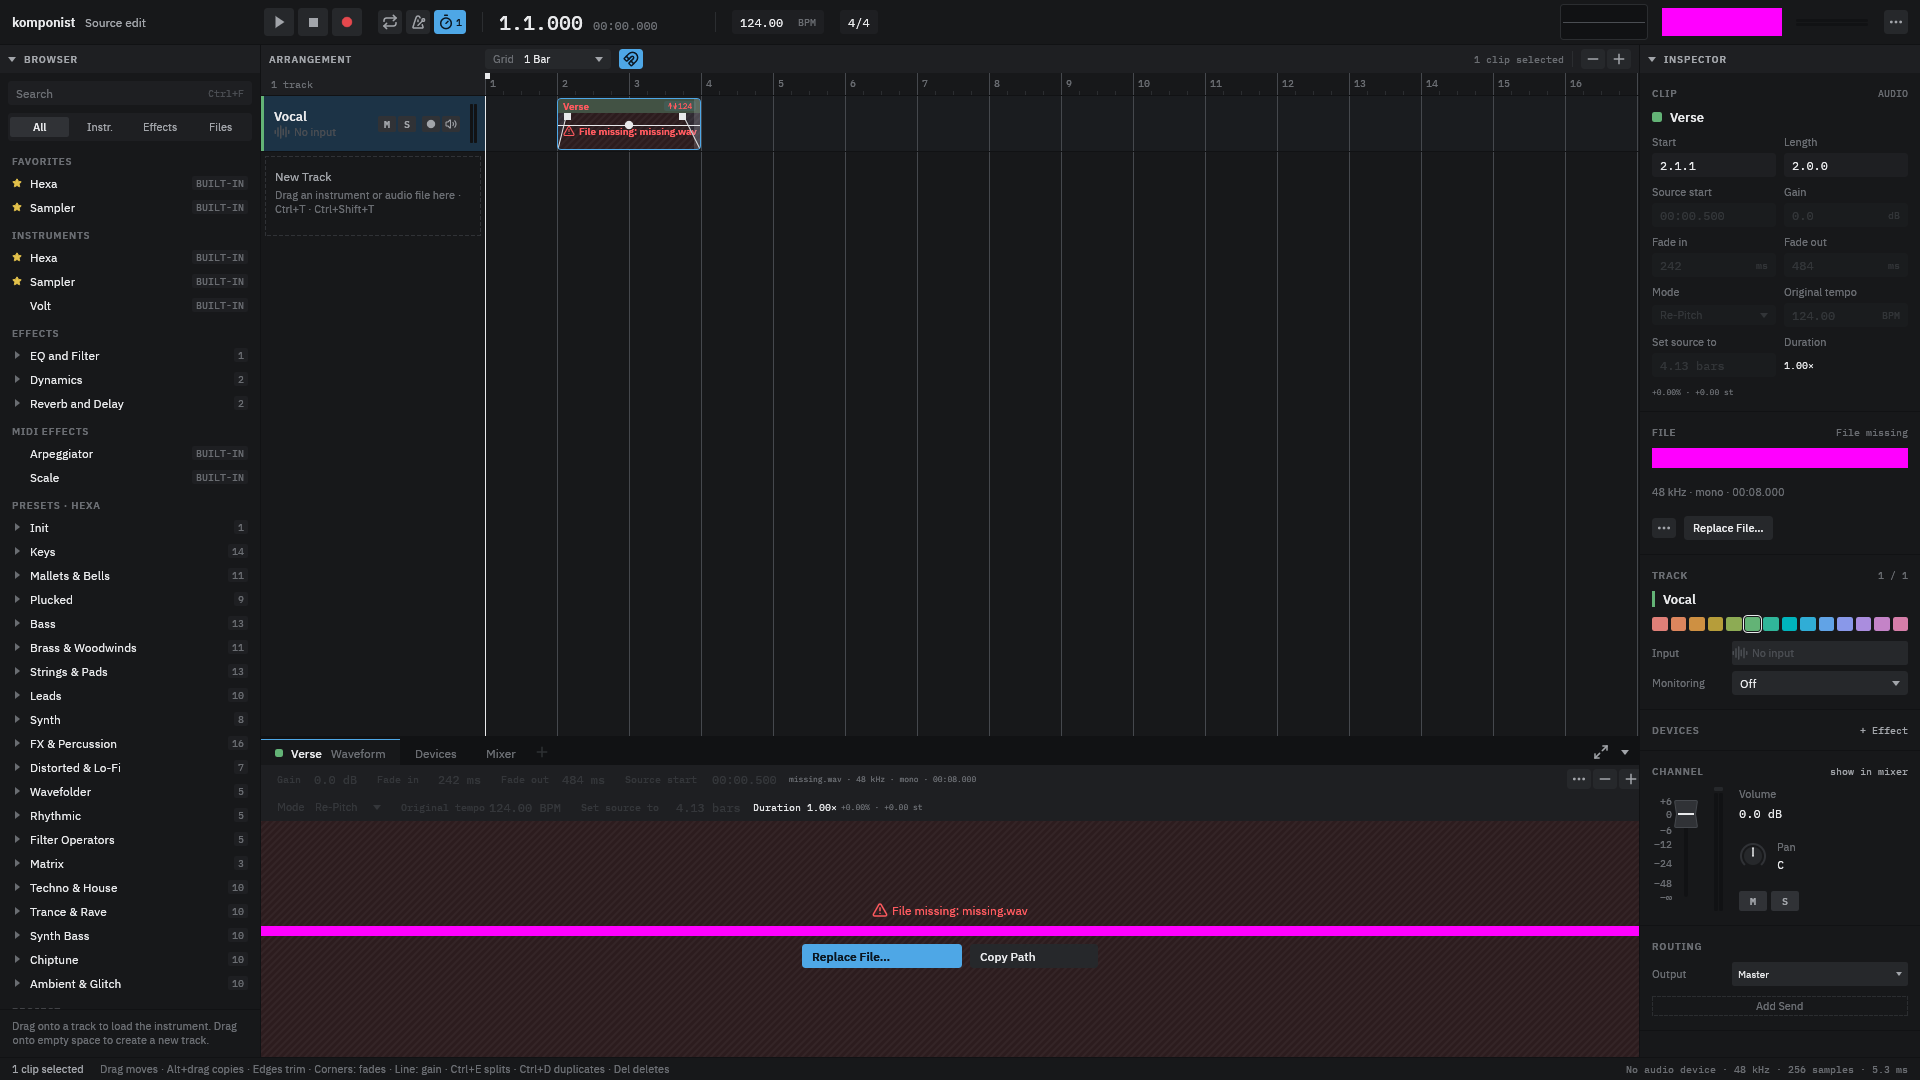 komponist Source edit
1
1.1.000 00:00.000
124.00 BPM
4/4
BROWSER
Search Ctrl+F
All Instr. Effects Files
FAVORITES
Hexa BUILT-IN
Sampler BUILT-IN
INSTRUMENTS
Hexa BUILT-IN
Sampler BUILT-IN
Volt BUILT-IN
EFFECTS
EQ and Filter 1
Dynamics 2
Reverb and Delay 2
MIDI EFFECTS
Arpeggiator BUILT-IN
Scale BUILT-IN
PRESETS · HEXA
Init 1
Keys 14
Mallets & Bells 11
Plucked 9
Bass 13
Brass & Woodwinds 11
Strings & Pads 13
Leads 10
Synth 8
FX & Percussion 16
Distorted & Lo-Fi 7
Wavefolder 5
Rhythmic 5
Filter Operators 5
Matrix 3
Techno & House 10
Trance & Rave 10
Synth Bass 10
Chiptune 10
Ambient & Glitch 10
Drag onto a track to load the instrument. Drag
onto empty space to create a new track.
ARRANGEMENT
Grid 1 Bar
1 clip selected
1 track
1 2 3 4 5 6 7 8 9 10 11 12 13 14 15 16
Vocal
No input
M S
Verse 124
File missing: missing.wav
New Track
Drag an instrument or audio file here ·
Ctrl+T · Ctrl+Shift+T
Verse Waveform Devices Mixer
Gain 0.0 dB Fade in 242 ms Fade out 484 ms Source start 00:00.500 missing.wav · 48 kHz · mono · 00:08.000
Mode Re-Pitch Original tempo 124.00 BPM Set source to 4.13 bars Duration 1.00× +0.00% · +0.00 st
File missing: missing.wav
Replace File... Copy Path
INSPECTOR
CLIP AUDIO
Verse
Start Length
2.1.1 2.0.0
Source start Gain
00:00.500 0.0 dB
Fade in Fade out
242 ms 484 ms
Mode Original tempo
Re-Pitch 124.00 BPM
Set source to Duration
4.13 bars 1.00×
+0.00% · +0.00 st
FILE File missing
48 kHz · mono · 00:08.000
Replace File...
TRACK 1 / 1
Vocal
Input No input
Monitoring Off
DEVICES + Effect
CHANNEL show in mixer
+6
0
−6
−12
−24
−48
−∞
Volume
0.0 dB
Pan
C
M S
ROUTING
Output Master
Add Send
1 clip selected Drag moves · Alt+drag copies · Edges trim · Corners: fades · Line: gain · Ctrl+E splits · Ctrl+D duplicates · Del deletes
No audio device · 48 kHz · 256 samples · 5.3 ms